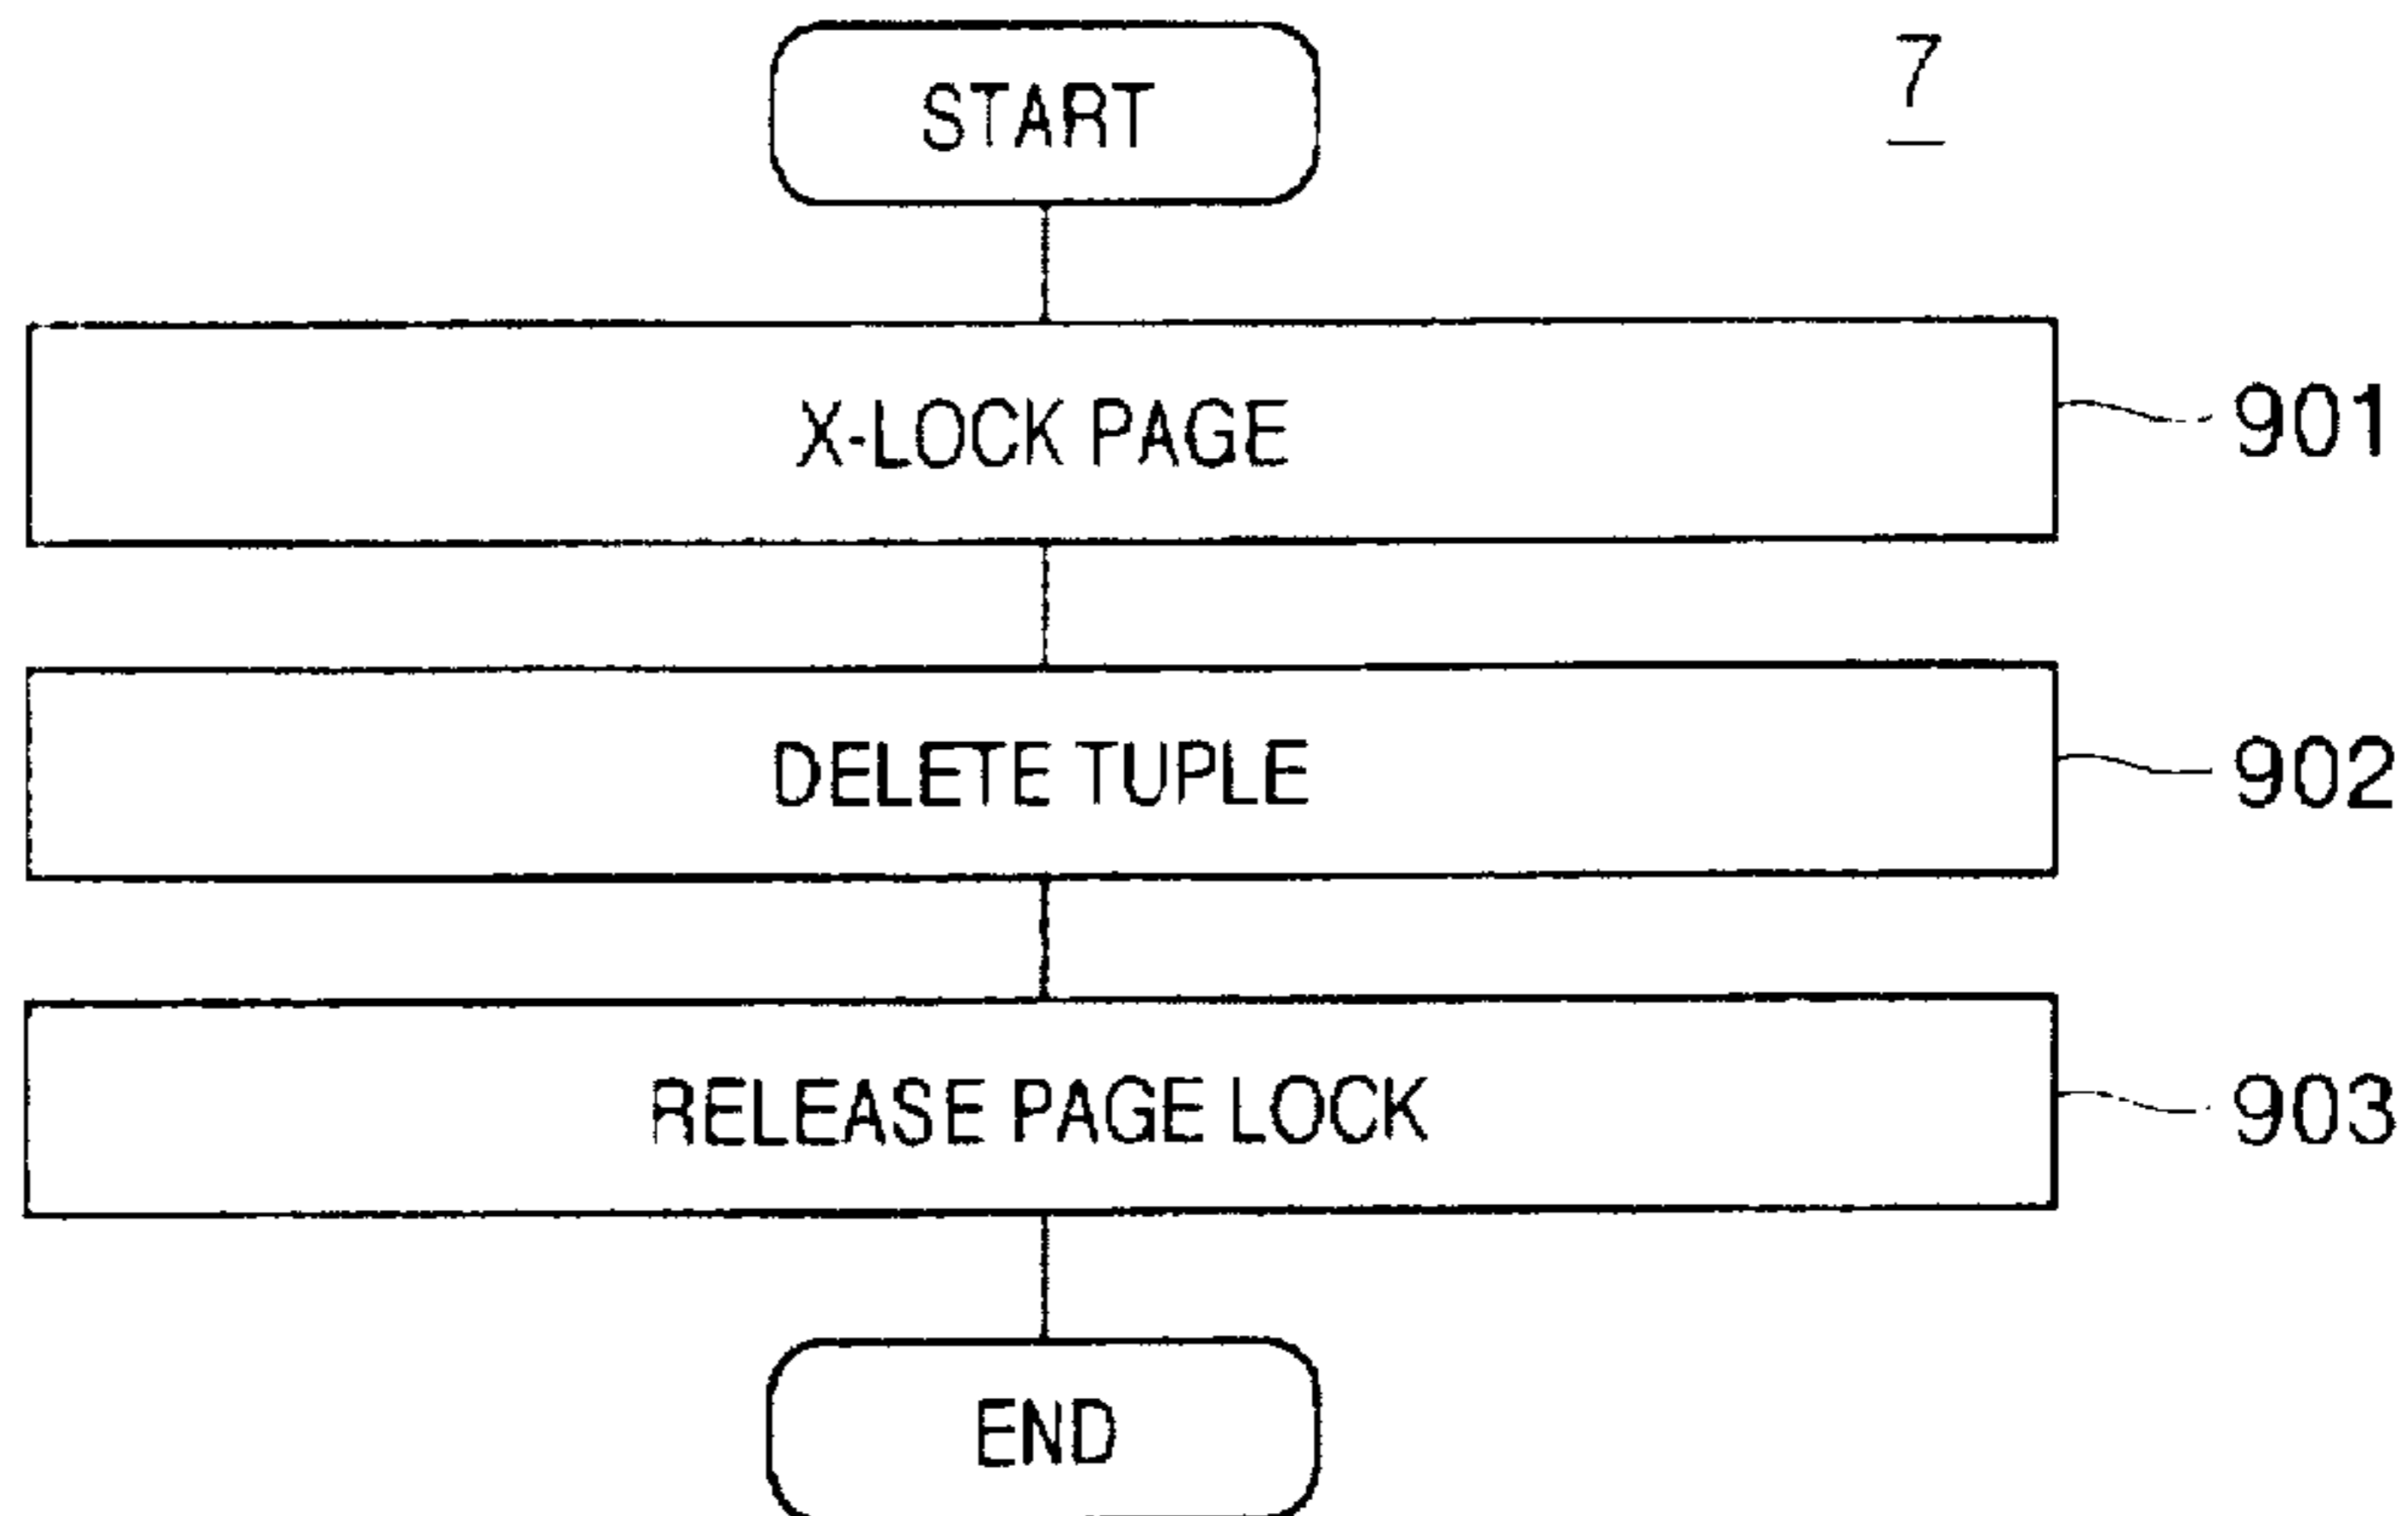 START
7
X-LOCK PAGE
901
DELETE TUPLE
902
RELEASE PAGE LOCK
903
END